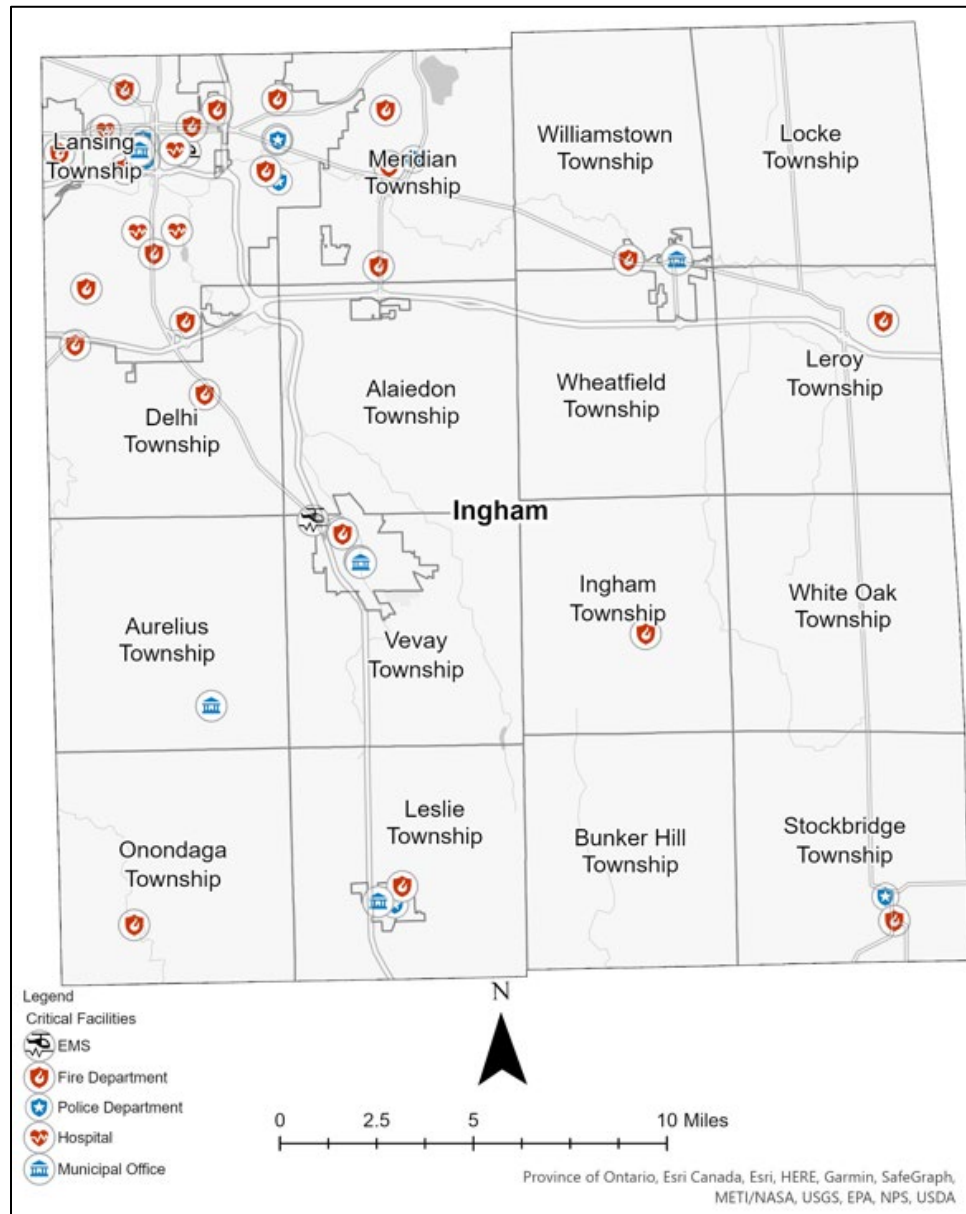 Williamstown
Township
Locke
Township
Lansing
Township
Meridian
Township
Leroy
Township
Alaiedon
Township
Wheatfield
Township
Delhi
Township
Ingham
Ingham
Township
White Oak
Township
Aurelius
Township
Vevay
Township
Leslie
Township
Onondaga
Township
Bunker Hill
Township
Stockbridge
Township
Legend
Critical Facilities
EMS
Fire Department
Police Department
Hospital
Municipal Office
N
0 2.5 5 10 Miles
Province of Ontario, Esri Canada, Esri, HERE, Garmin, SafeGraph,
METI/NASA, USGS, EPA, NPS, USDA